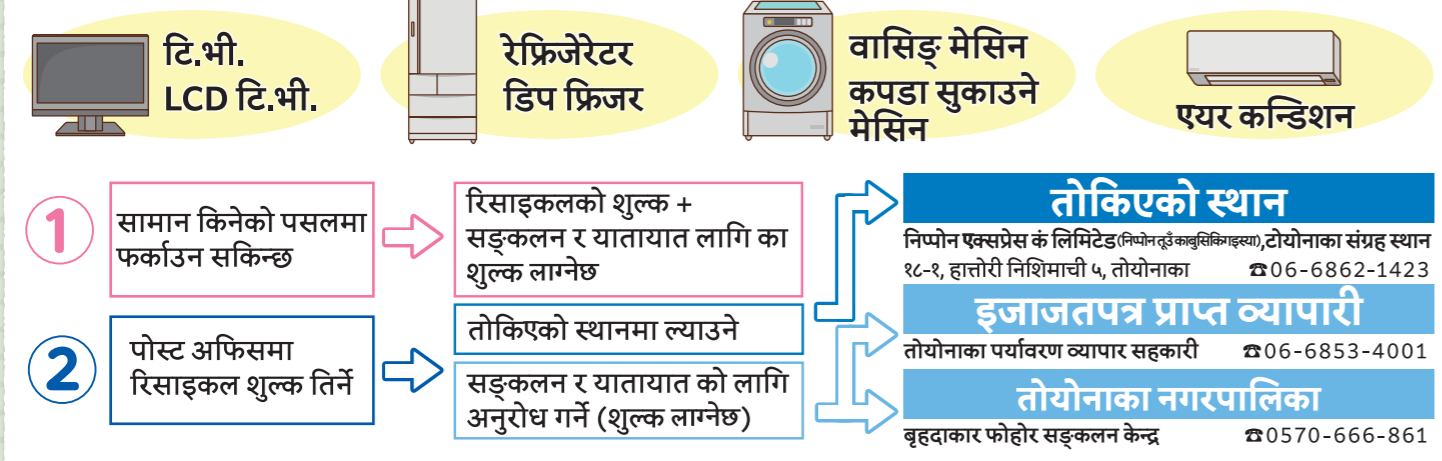 टि.भी.
LCD टि.भी.
रेफ्रिजेरेटर
डिप फ्रिजर
वासिङ् मेसिन
कपडा सुकाउने
मेसिन
एयर कन्डिशन
1
सामान किनेको पसलमा
फर्काउन सकिन्छ
रिसाइकलको शुल्क +
सङ्कलन र यातायात लागि का
शुल्क लाग्नेछ
2
पोस्ट अफिसमा
रिसाइकल शुल्क तिर्ने
तोकिएको स्थानमा ल्याउने
सङ्कलन र यातायात को लागि
अनुरोध गर्ने (शुल्क लाग्नेछ)
तोकिएको स्थान
निप्पोन एक्सप्रेस कं लिमिटेड(निप्पोन तूउँ काबुसिकिगाइस्या),टोयोनाका संग्रह स्थान
१८-१, हात्तोरी निशिमाची ५, तोयोनाका ☎06-6862-1423
इजाजतपत्र प्राप्त व्यापारी
तोयोनाका पर्यावरण व्यापार सहकारी ☎06-6853-4001
तोयोनाका नगरपालिका
बृहदाकार फोहोर सङ्कलन केन्द्र ☎0570-666-861